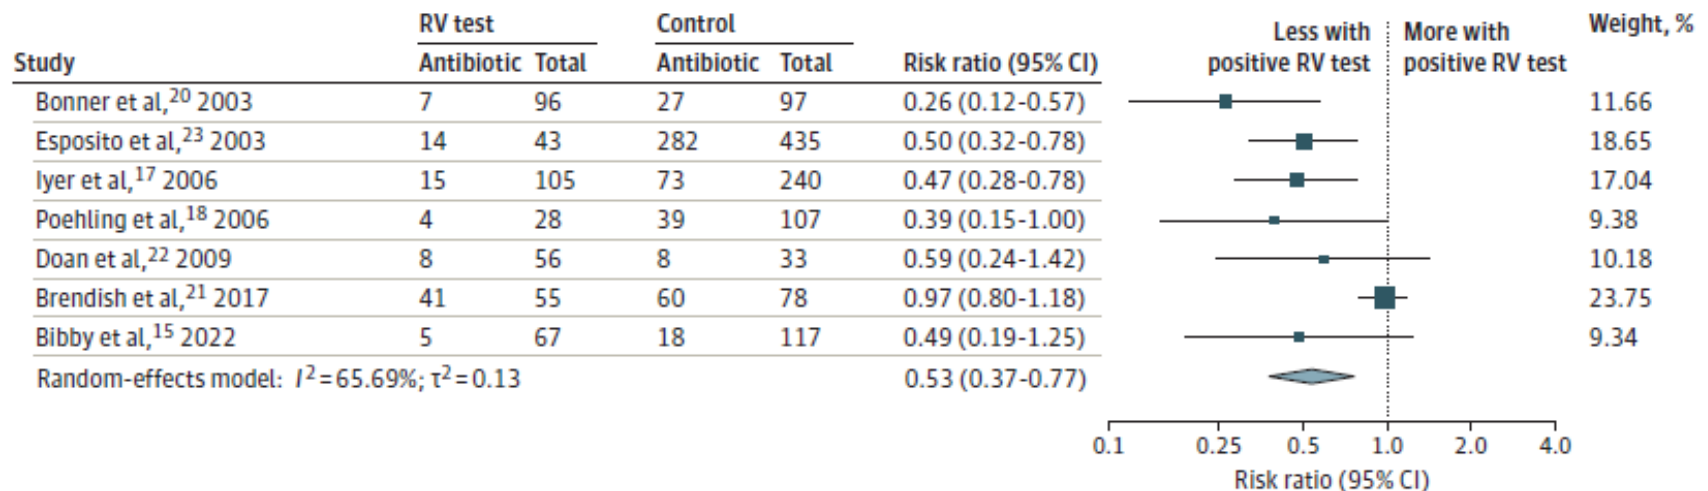 RV test Control Less with positive RV test More with positive RV test Weight, %
Study Antibiotic Total Antibiotic Total Risk ratio (95% CI)
Bonner et al,20 2003 7 96 27 97 0.26 (0.12-0.57) 11.66
Esposito et al,23 2003 14 43 282 435 0.50 (0.32-0.78) 18.65
Iyer et al,17 2006 15 105 73 240 0.47 (0.28-0.78) 17.04
Poehling et al,18 2006 4 28 39 107 0.39 (0.15-1.00) 9.38
Doan et al,22 2009 8 56 8 33 0.59 (0.24-1.42) 10.18
Brendish et al,21 2017 41 55 60 78 0.97 (0.80-1.18) 23.75
Bibby et al,15 2022 5 67 18 117 0.49 (0.19-1.25) 9.34
Random-effects model: I2=65.69%; τ2=0.13 0.53 (0.37-0.77)
0.1 0.25 0.5 1.0 2.0 4.0
Risk ratio (95% CI)